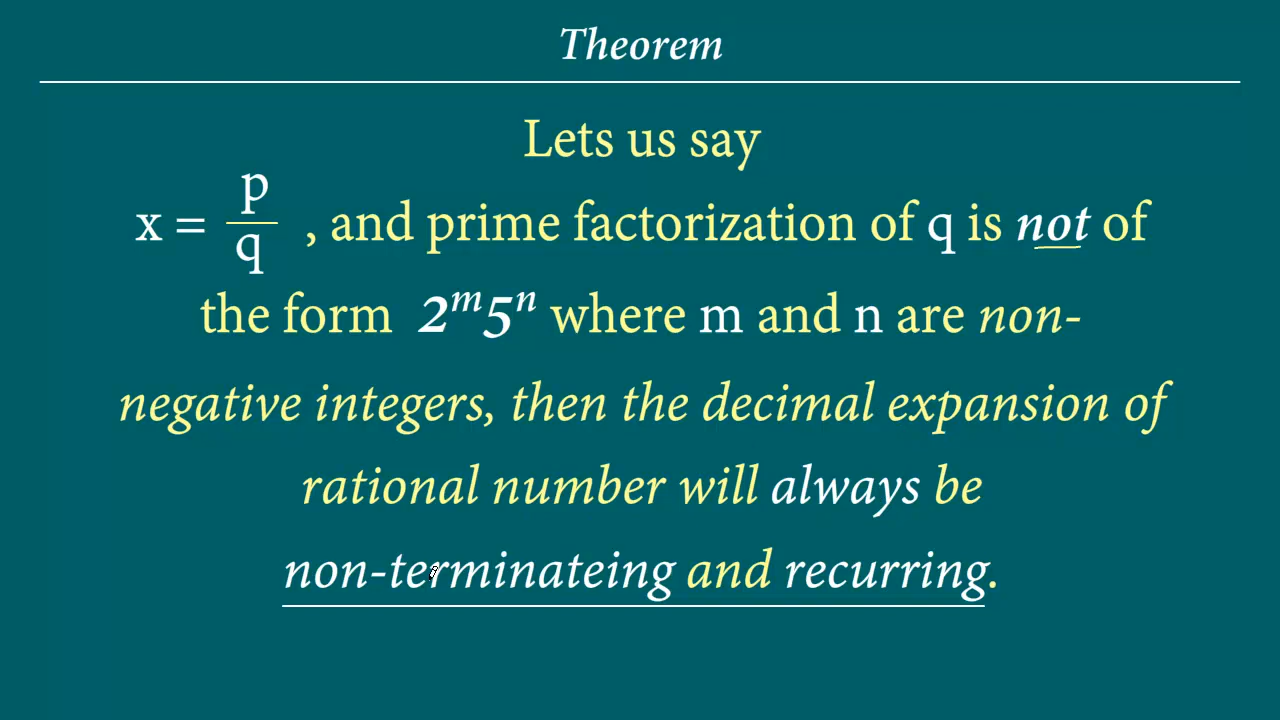 Theorem
Lets us say
x = p/q , and prime factorization of q is not of
the form 2^m5^n where m and n are non-
negative integers, then the decimal expansion of
rational number will always be
non-terminateing and recurring.